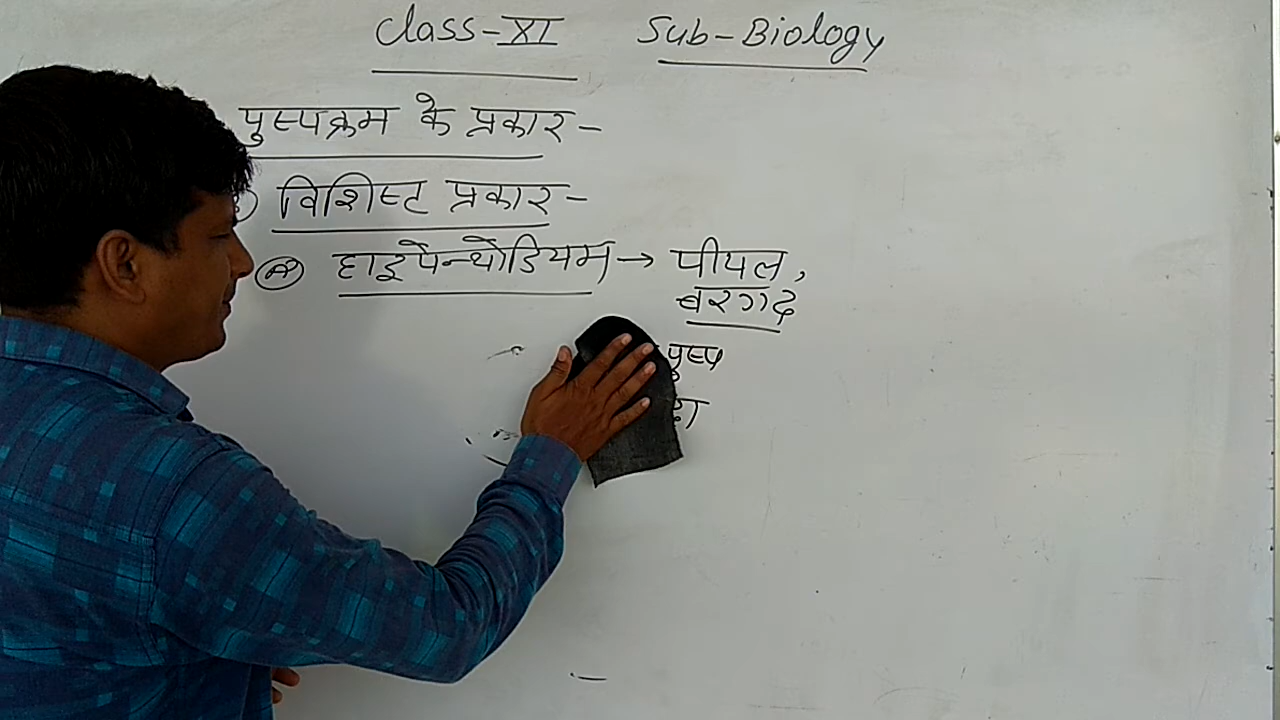 Class-XI Sub-Biology
पुष्पक्रम के प्रकार-
विशिष्ट प्रकार-
(A) हाइपेन्थोडियम → पीपल,
बरगद
पुष्प